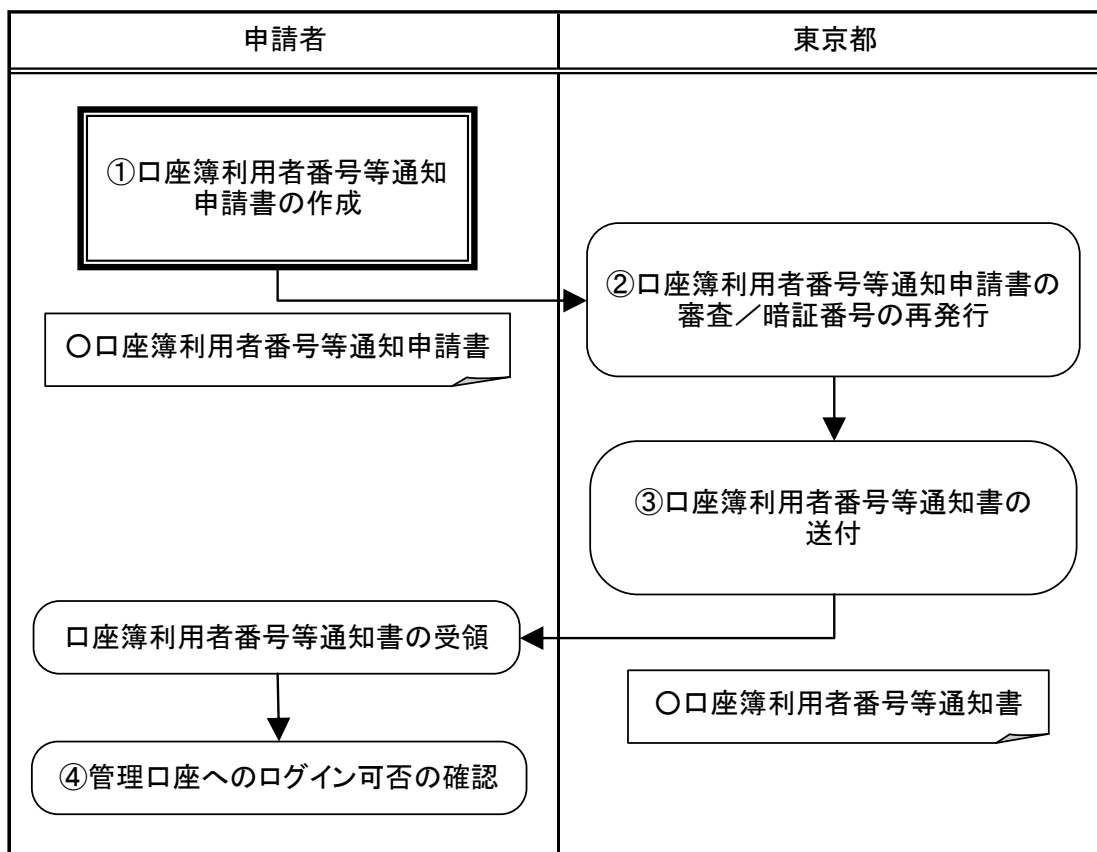 申請者
東京都
①口座簿利用者番号等通知
申請書の作成
②口座簿利用者番号等通知申請書の
審査／暗証番号の再発行
○口座簿利用者番号等通知申請書
③口座簿利用者番号等通知書の
送付
口座簿利用者番号等通知書の受領
○口座簿利用者番号等通知書
④管理口座へのログイン可否の確認